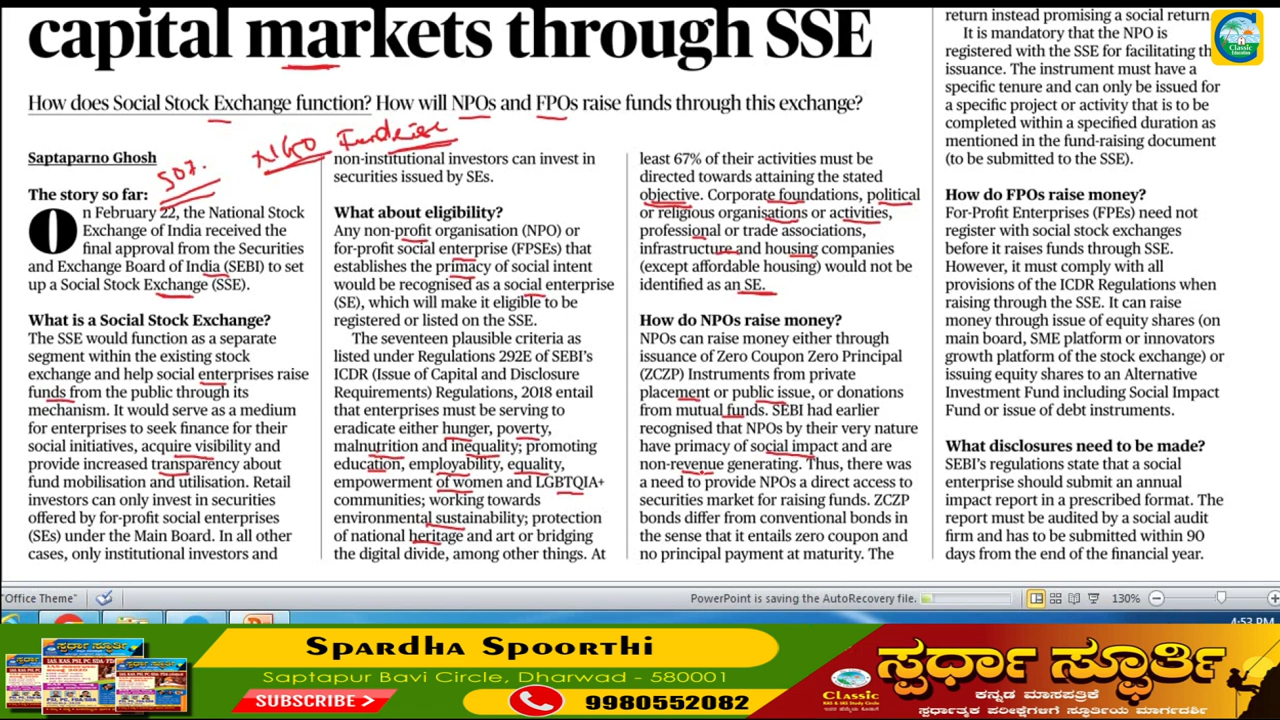 capital markets through SSE
How does Social Stock Exchange function? How will NPOs and FPOs raise funds through this exchange?
NGO Fundraise
Saptaparno Ghosh
The story so far:
On February 22, the National Stock
Exchange of India received the
final approval from the Securities
and Exchange Board of India (SEBI) to set
up a Social Stock Exchange (SSE).
What is a Social Stock Exchange?
The SSE would function as a separate
segment within the existing stock
exchange and help social enterprises raise
funds from the public through its
mechanism. It would serve as a medium
for enterprises to seek finance for their
social initiatives, acquire visibility and
provide increased transparency about
fund mobilisation and utilisation. Retail
investors can only invest in securities
offered by for-profit social enterprises
(SEs) under the Main Board. In all other
cases, only institutional investors and
non-institutional investors can invest in
securities issued by SEs.
What about eligibility?
Any non-profit organisation (NPO) or
for-profit social enterprise (FPSEs) that
establishes the primacy of social intent
would be recognised as a social enterprise
(SE), which will make it eligible to be
registered or listed on the SSE.
The seventeen plausible criteria as
listed under Regulations 292E of SEBI's
ICDR (Issue of Capital and Disclosure
Requirements) Regulations, 2018 entail
that enterprises must be serving to
eradicate either hunger, poverty,
malnutrition and inequality; promoting
education, employability, equality,
empowerment of women and LGBTQIA+
communities; working towards
environmental sustainability; protection
of national heritage and art or bridging
the digital divide, among other things. At
least 67% of their activities must be
directed towards attaining the stated
objective. Corporate foundations, political
or religious organisations or activities,
professional or trade associations,
infrastructure and housing companies
(except affordable housing) would not be
identified as an SE.
How do NPOs raise money?
NPOs can raise money either through
issuance of Zero Coupon Zero Principal
(ZCZP) Instruments from private
placement or public issue, or donations
from mutual funds. SEBI had earlier
recognised that NPOs by their very nature
have primacy of social impact and are
non-revenue generating. Thus, there was
a need to provide NPOs a direct access to
securities market for raising funds. ZCZP
bonds differ from conventional bonds in
the sense that it entails zero coupon and
no principal payment at maturity. The
return instead promising a social return
It is mandatory that the NPO is
registered with the SSE for facilitating th
issuance. The instrument must have a
specific tenure and can only be issued for
a specific project or activity that is to be
completed within a specified duration as
mentioned in the fund-raising document
(to be submitted to the SSE).
How do FPOs raise money?
For-Profit Enterprises (FPEs) need not
register with social stock exchanges
before it raises funds through SSE.
However, it must comply with all
provisions of the ICDR Regulations when
raising through the SSE. It can raise
money through issue of equity shares (on
main board, SME platform or innovators
growth platform of the stock exchange) or
issuing equity shares to an Alternative
Investment Fund including Social Impact
Fund or issue of debt instruments.
What disclosures need to be made?
SEBI's regulations state that a social
enterprise should submit an annual
impact report in a prescribed format. The
report must be audited by a social audit
firm and has to be submitted within 90
days from the end of the financial year.
Classic
Education
"Office Theme"
PowerPoint is saving the AutoRecovery file.
130%
4:53 PM
Spardha Spoorthi
Saptapur Bavi Circle, Dharwad - 580001
SUBSCRIBE
9980552082
ಸ್ಪರ್ಧಾ ಸ್ಫೂರ್ತಿ
ಕನ್ನಡ ಮಾಸಪತ್ರಿಕೆ
ಸ್ಪರ್ಧಾತ್ಮಕ ಪರೀಕ್ಷೆಗಳಿಗೆ ಸ್ಫೂರ್ತಿಯ ಮಾರ್ಗದರ್ಶಿ
Classic
KAS & IAS Study Circle